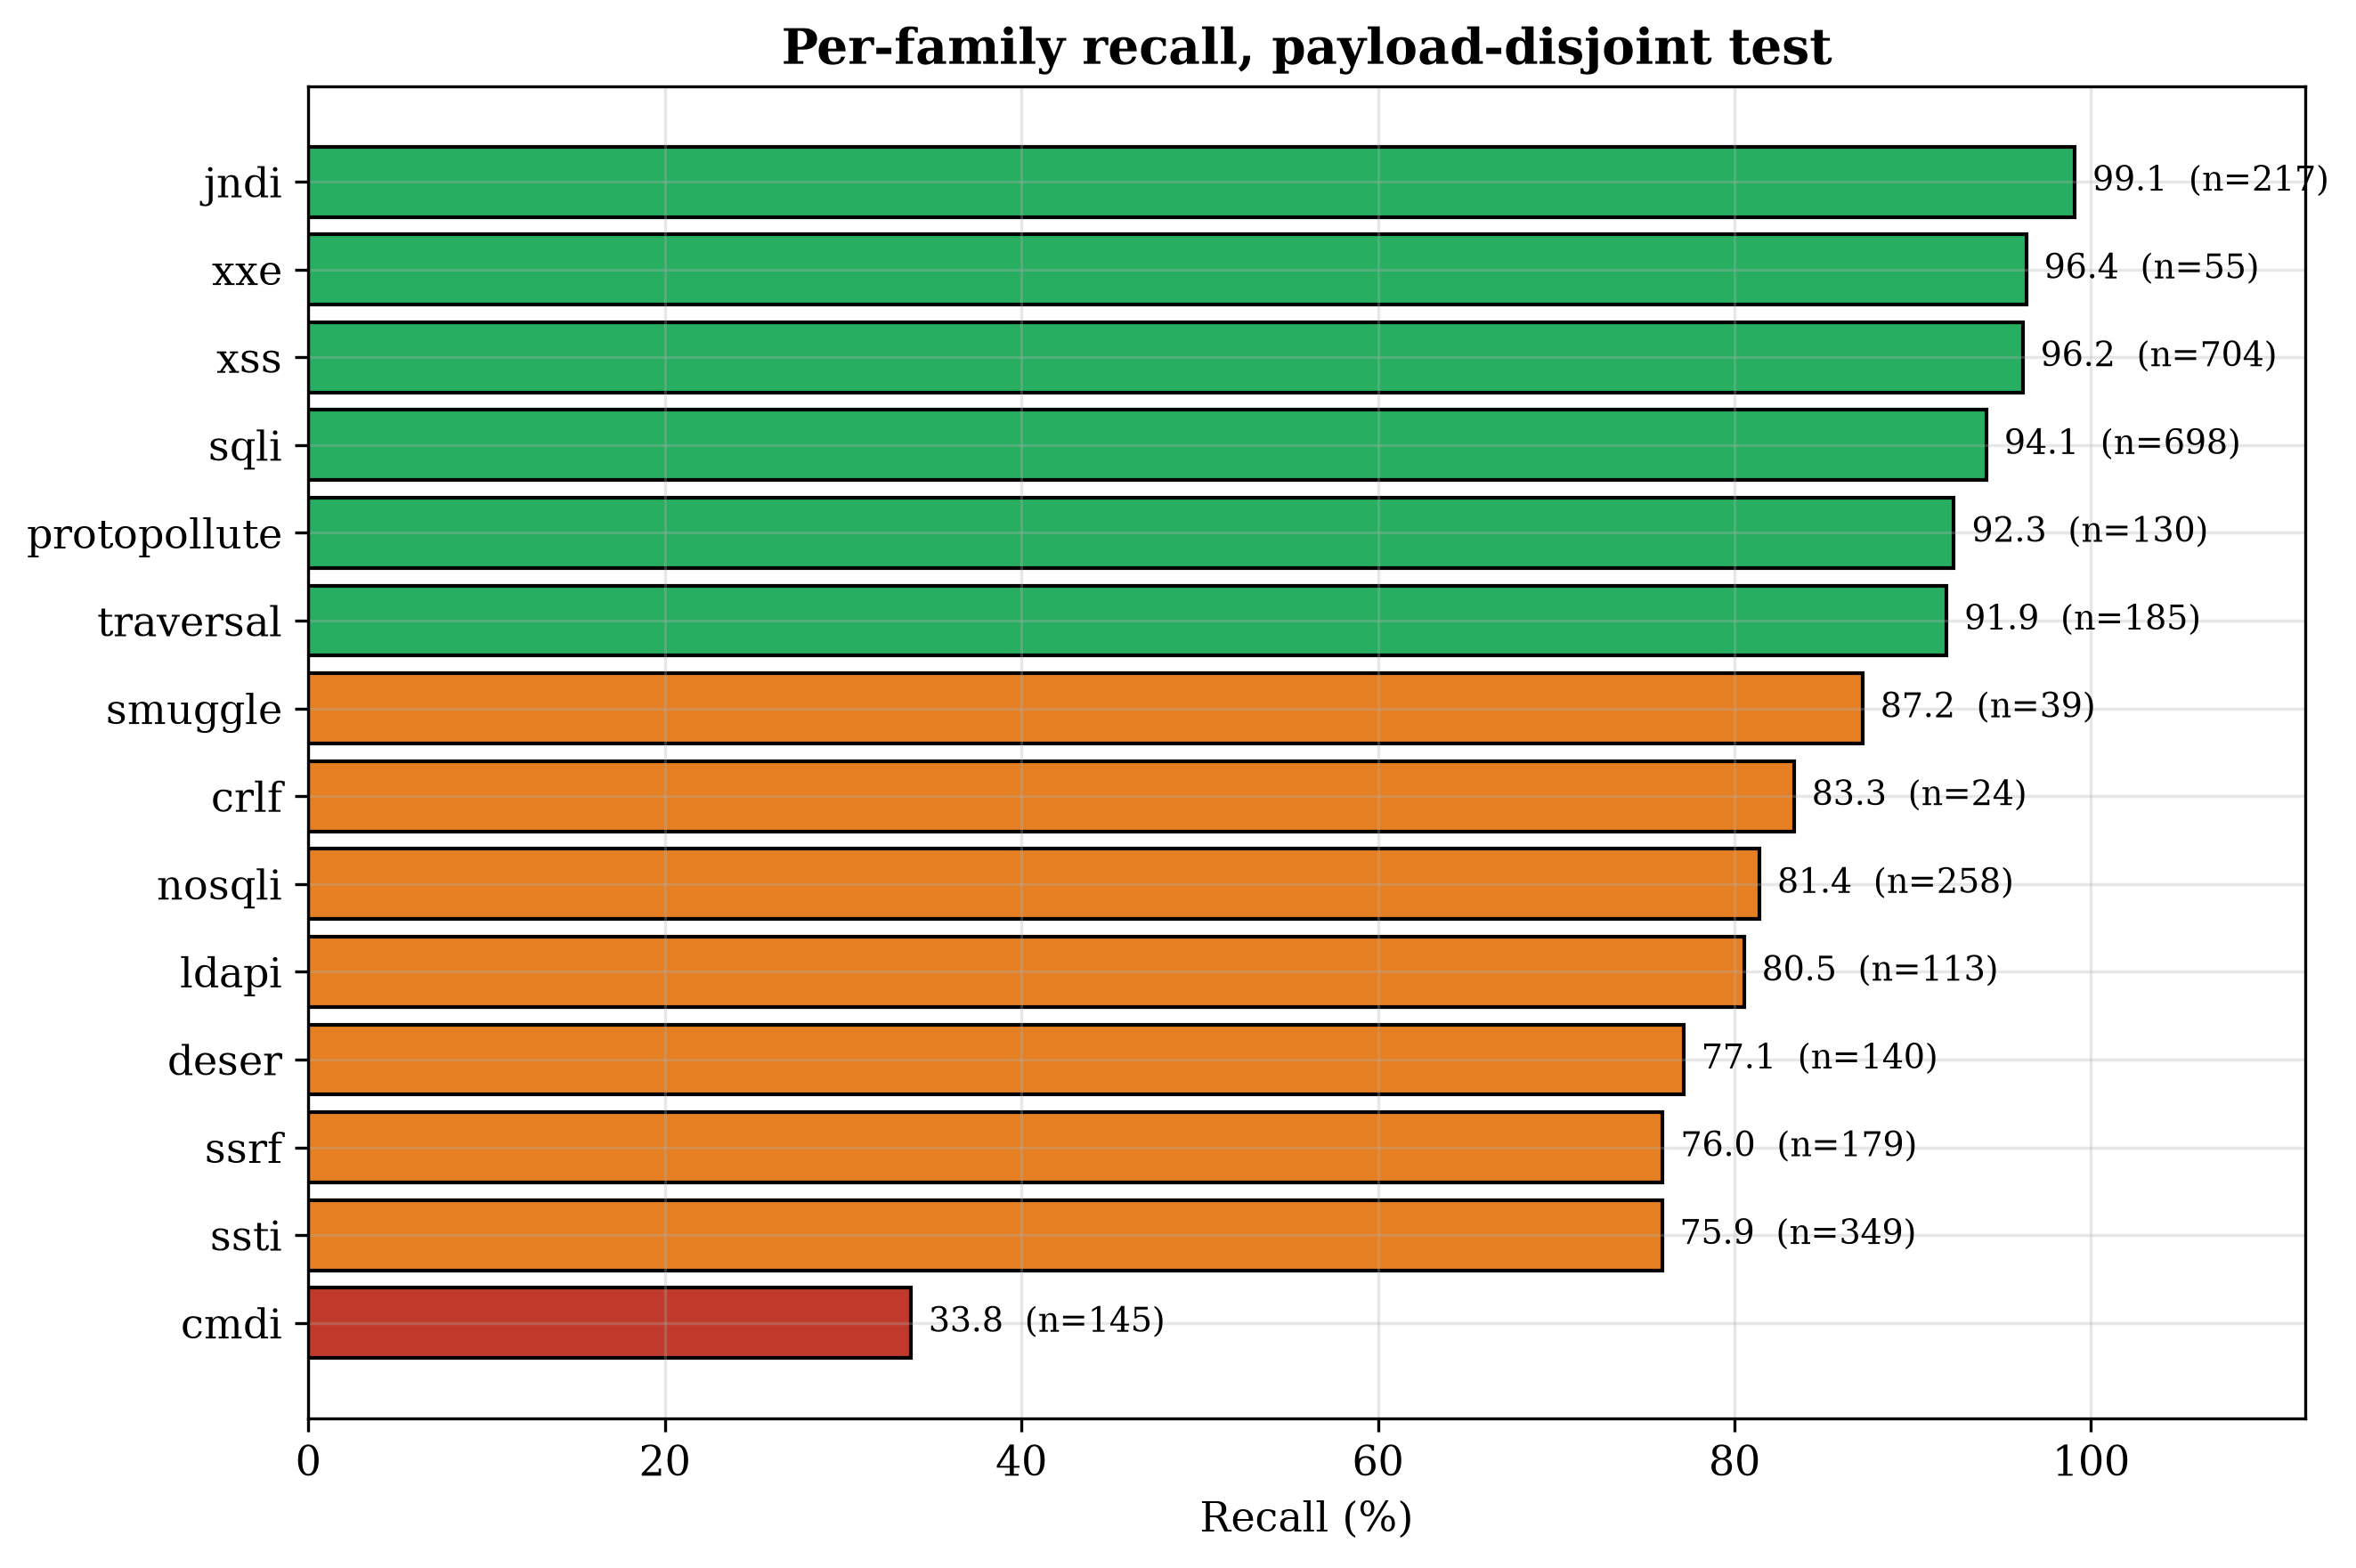 Per-family recall, payload-disjoint test
jndi 99.1 (n=217)
xxe 96.4 (n=55)
xss 96.2 (n=704)
sqli 94.1 (n=698)
protopollute 92.3 (n=130)
traversal 91.9 (n=185)
smuggle 87.2 (n=39)
crlf 83.3 (n=24)
nosqli 81.4 (n=258)
ldapi 80.5 (n=113)
deser 77.1 (n=140)
ssrf 76.0 (n=179)
ssti 75.9 (n=349)
cmdi 33.8 (n=145)
0 20 40 60 80 100
Recall (%)